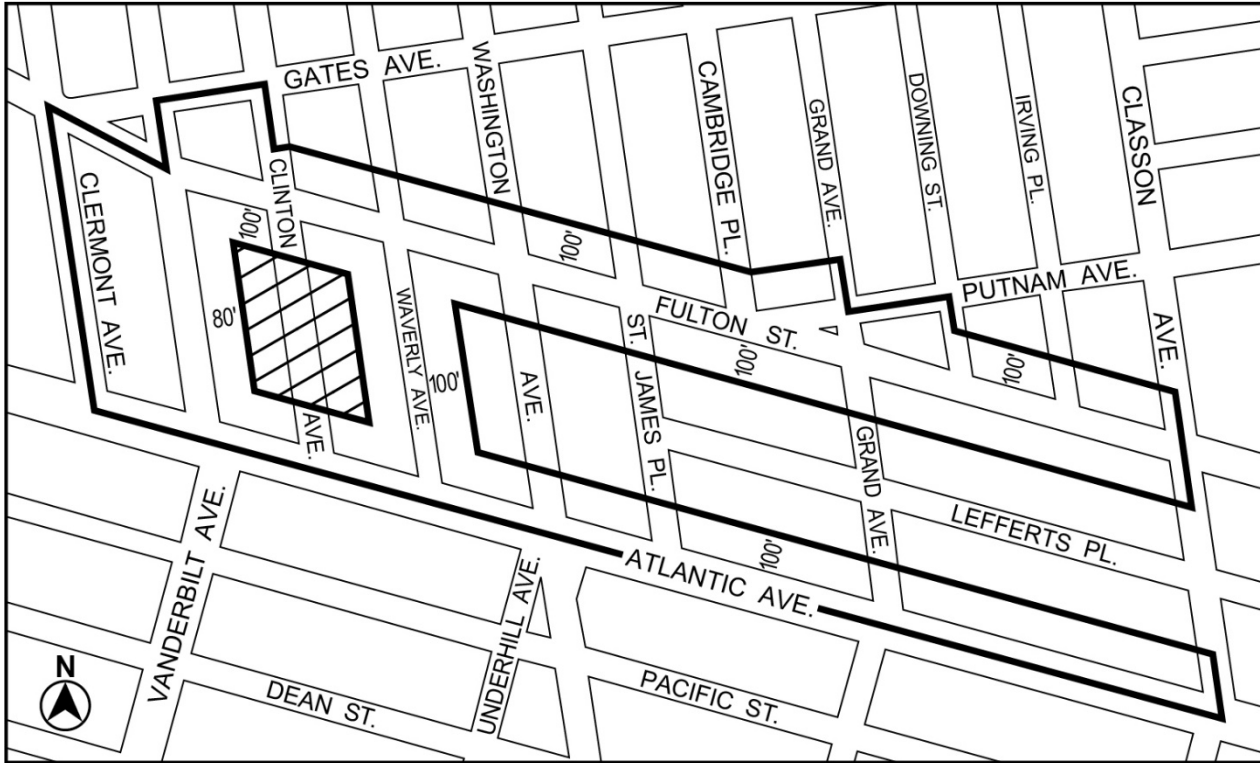 GATES AVE.
WASHINGTON
AVE.
CAMBRIDGE PL.
GRAND AVE.
DOWNING ST.
IRVING PL.
CLASSON
AVE.
CLERMONT AVE.
CLINTON
AVE.
100'
80'
WAVERLY AVE.
100'
100'
PUTNAM AVE.
FULTON ST.
ST. JAMES PL.
100'
100'
GRAND AVE.
LEFFERTS PL.
100'
ATLANTIC AVE.
VANDERBILT AVE.
UNDERHILL AVE.
DEAN ST.
PACIFIC ST.
N